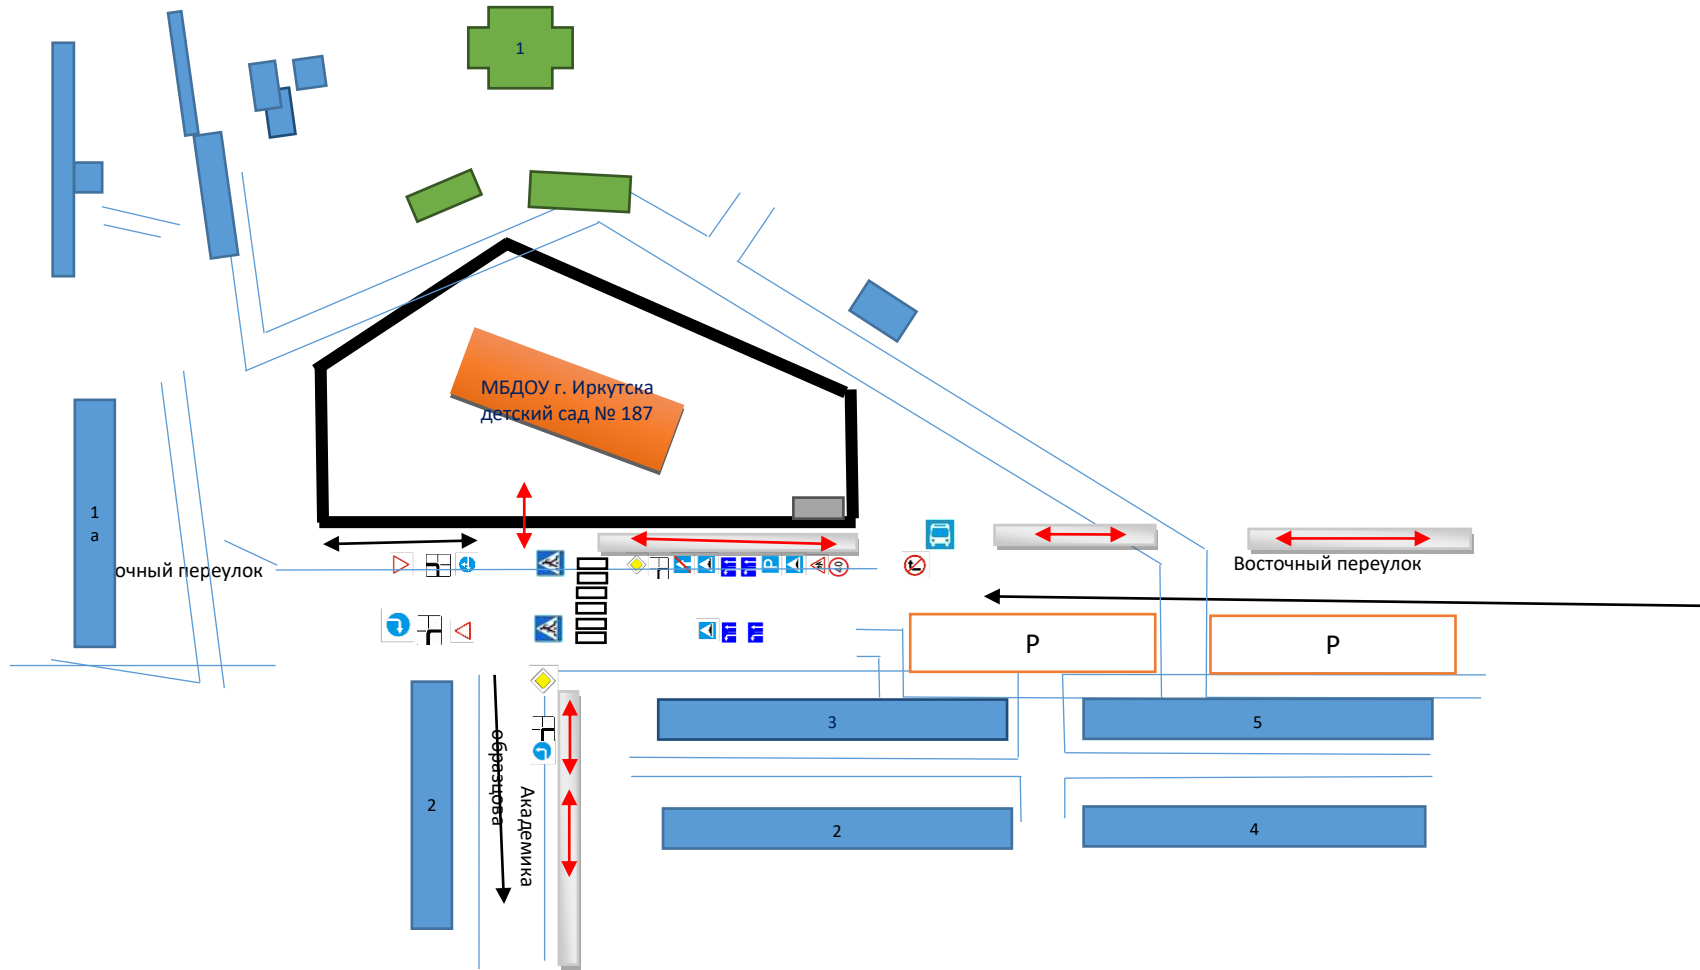 1
МБДОУ г. Иркутска
детский сад № 187
1
а
очный переулок
Восточный переулок
P
40
P
P
3
5
образцова
Академика
2
2
4